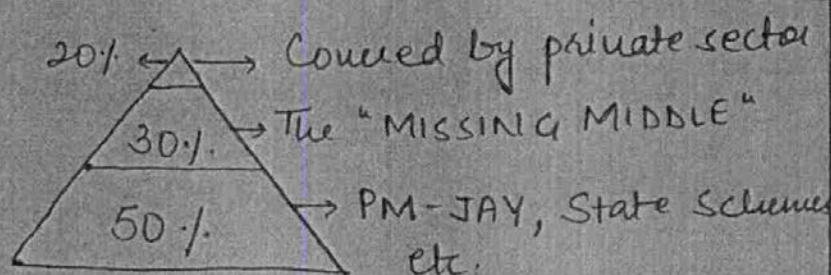 20% Covered by private sector
30%. The "MISSING MIDDLE"
50% PM-JAY, State Schemes
etc.